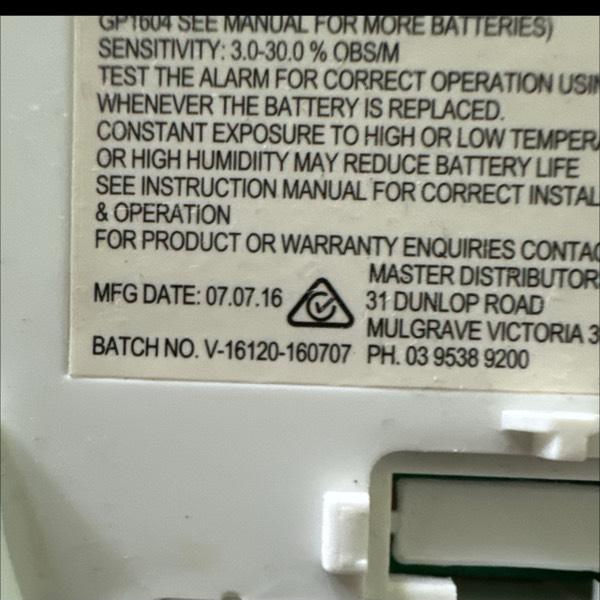 GP1604 SEE MANUAL FOR MORE BATTERIES)
SENSITIVITY: 3.0-30.0 % OBS/M
TEST THE ALARM FOR CORRECT OPERATION
WHENEVER THE BATTERY IS REPLACED.
CONSTANT EXPOSURE TO HIGH OR LOW
OR HIGH HUMIDIITY MAY REDUCE BATTERY LIFE
SEE INSTRUCTION MANUAL FOR CORRECT
& OPERATION
FOR PRODUCT OR WARRANTY ENQUIRIES
MASTER DISTRIBUTOR
MFG DATE: 07.07.16 31 DUNLOP ROAD
MULGRAVE VICTORIA 3
BATCH NO. V-16120-160707 PH. 03 9538 9200